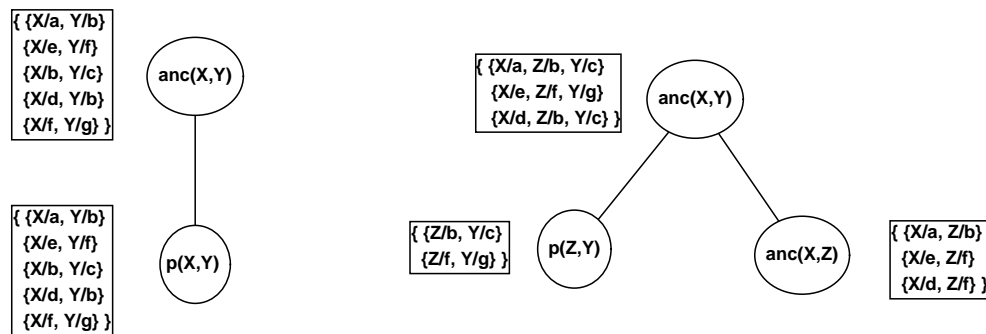 { {X/a, Y/b}
{X/e, Y/f}
{X/b, Y/c}
{X/d, Y/b}
{X/f, Y/g} }
anc(X,Y)
{ {X/a, Y/b}
{X/e, Y/f}
{X/b, Y/c}
{X/d, Y/b}
{X/f, Y/g} }
p(X,Y)
{ {X/a, Z/b, Y/c}
{X/e, Z/f, Y/g}
{X/d, Z/b, Y/c} }
anc(X,Y)
{ {Z/b, Y/c}
{Z/f, Y/g} }
p(Z,Y)
anc(X,Z)
{ {X/a, Z/b}
{X/e, Z/f}
{X/d, Z/f} }